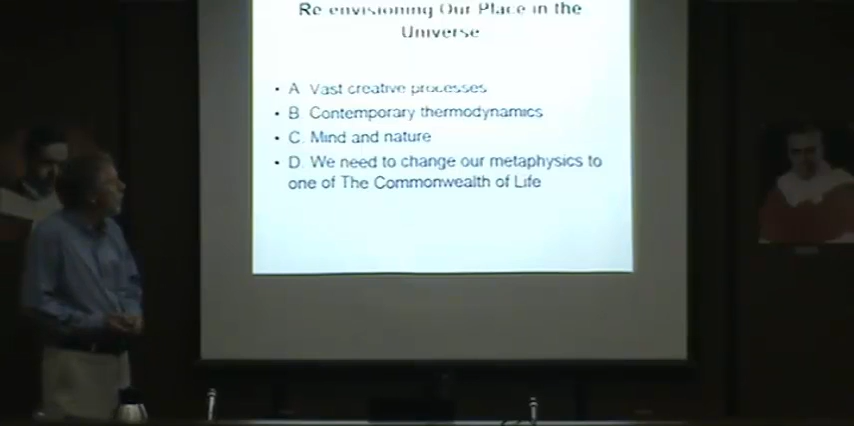 Re envisioning Our Place in the
Universe
• A Vast creative processes
• B Contemporary thermodynamics
• C. Mind and nature
• D. We need to change our metaphysics to
one of The Commonwealth of Life